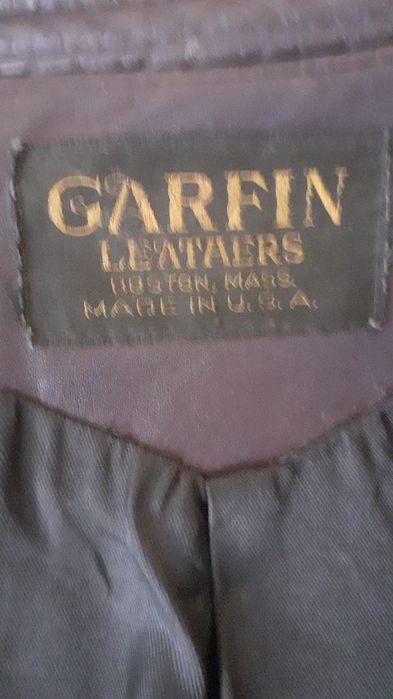 GARFIN
LEATHERS
BOSTON, MASS.
MADE IN U.S.A.